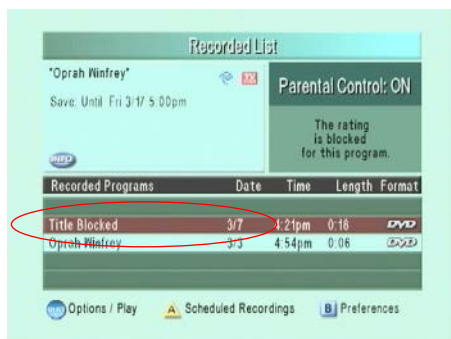 Recorded List
"Oprah Winfrey"
Save: Until Fri 3/17 5:00pm
INFO
Parental Control: ON
The rating
is blocked
for this program.
Recorded Programs Date Time Length Format
Title Blocked 3/7 4:21pm 0:18 DVD
Oprah Winfrey 3/3 4:54pm 0:06 DVD
Options / Play A Scheduled Recordings B Preferences